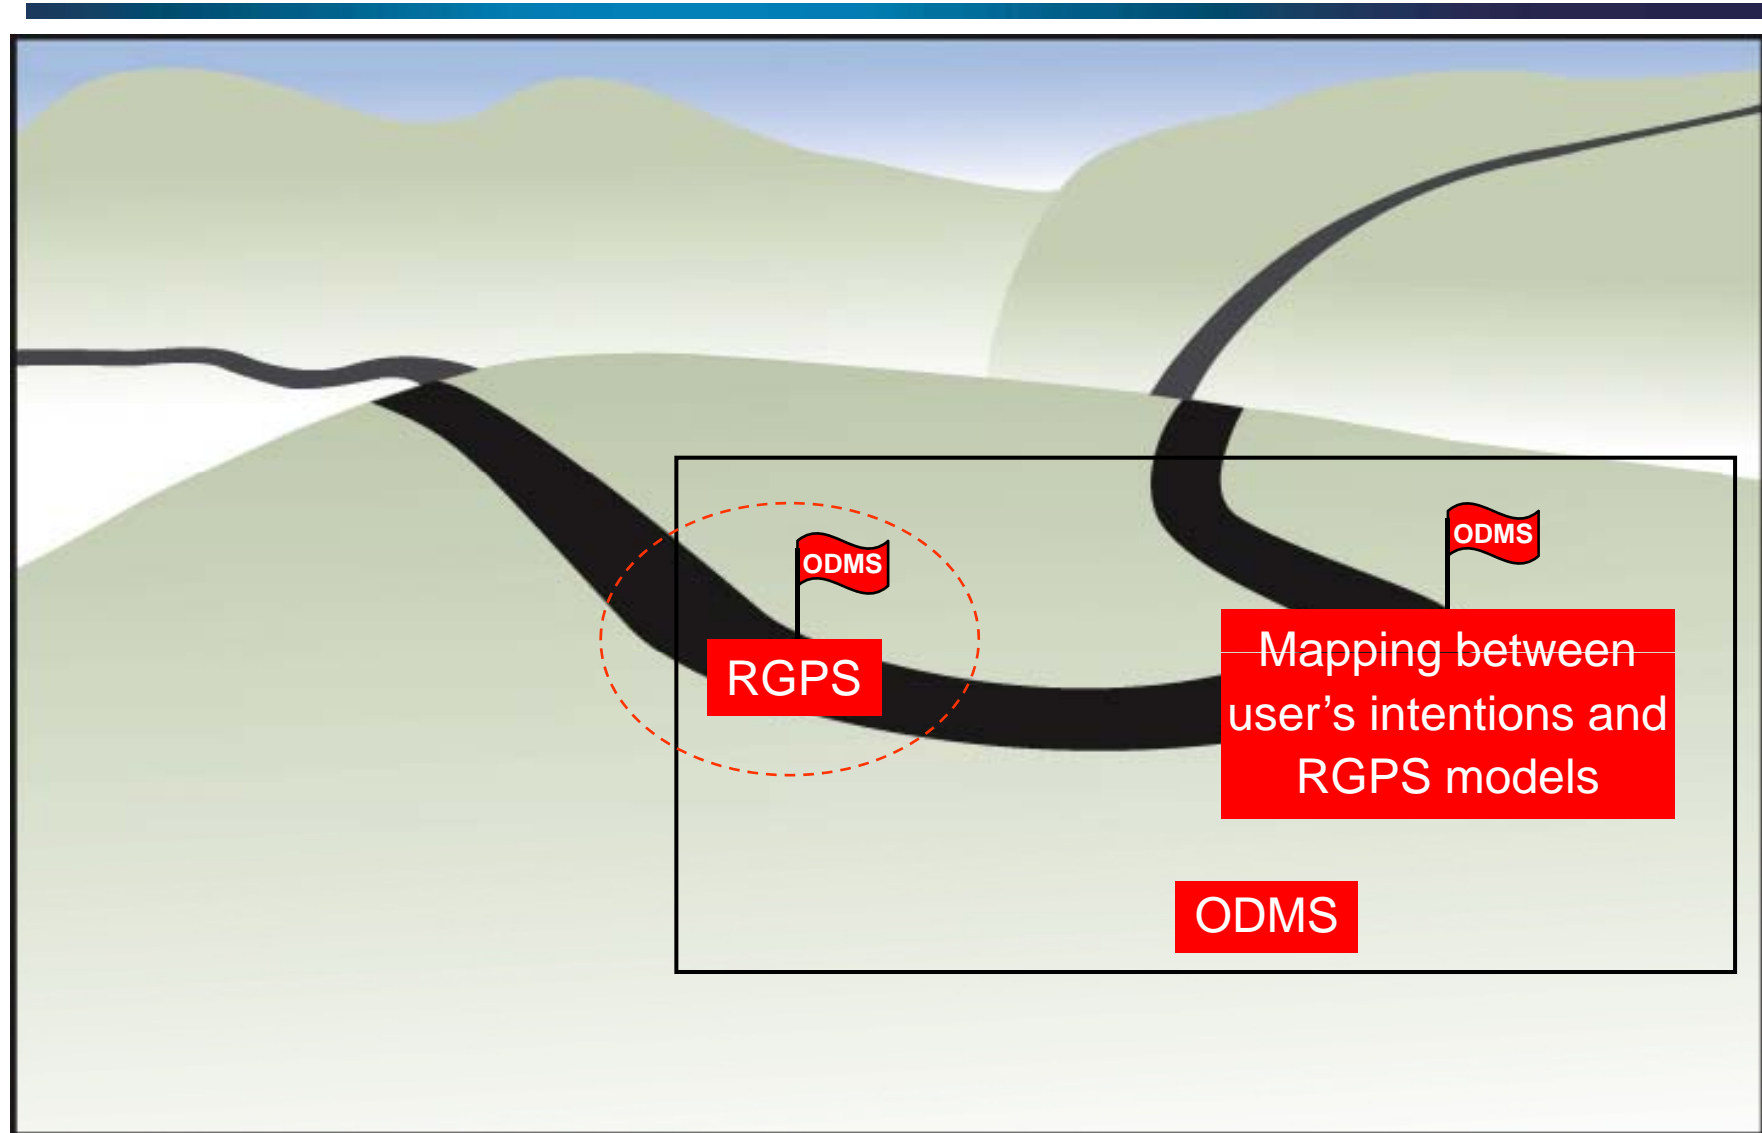 ODMS
ODMS
RGPS
Mapping between
user’s intentions and
RGPS models
ODMS